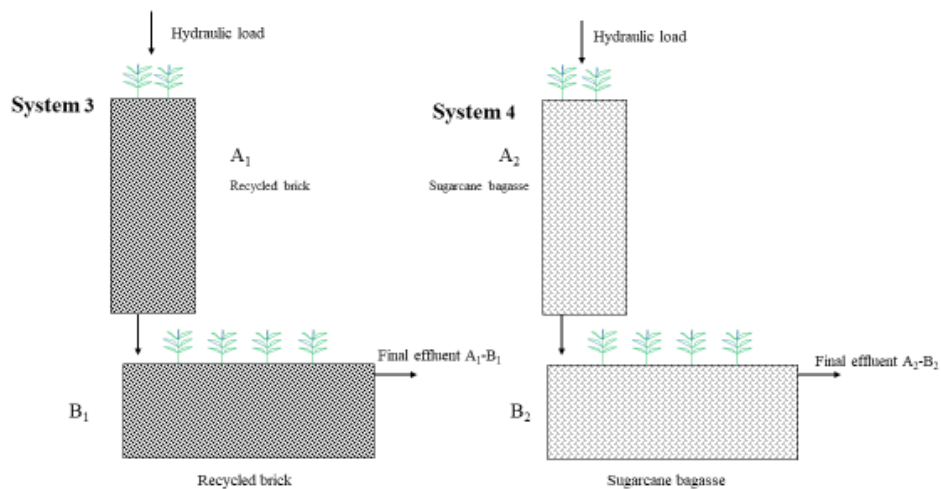 Hydraulic load
System 3
A₁
Recycled brick
Final effluent A₁-B₁
B₁
Recycled brick
Hydraulic load
System 4
A₂
Sugarcane bagasse
Final effluent A₂-B₂
B₂
Sugarcane bagasse